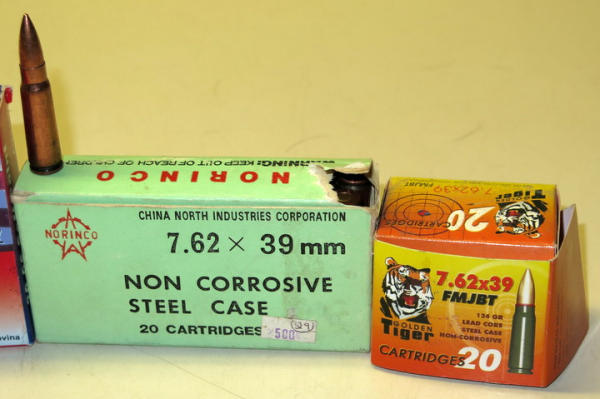 WARNING: KEEP OUT OF REACH OF
NORINCO
CHINA NORTH INDUSTRIES CORPORATION
NORINCO
7.62 × 39 mm
NON CORROSIVE
STEEL CASE
20 CARTRIDGES
500
7.62x39
FMJBT
20
CARTRIDGES
Tiger
7.62x39
FMJBT
GOLDEN
Tiger
124 GR
LEAD CORE
STEEL CASE
NON-CORROSIVE
CARTRIDGES 20
ovina